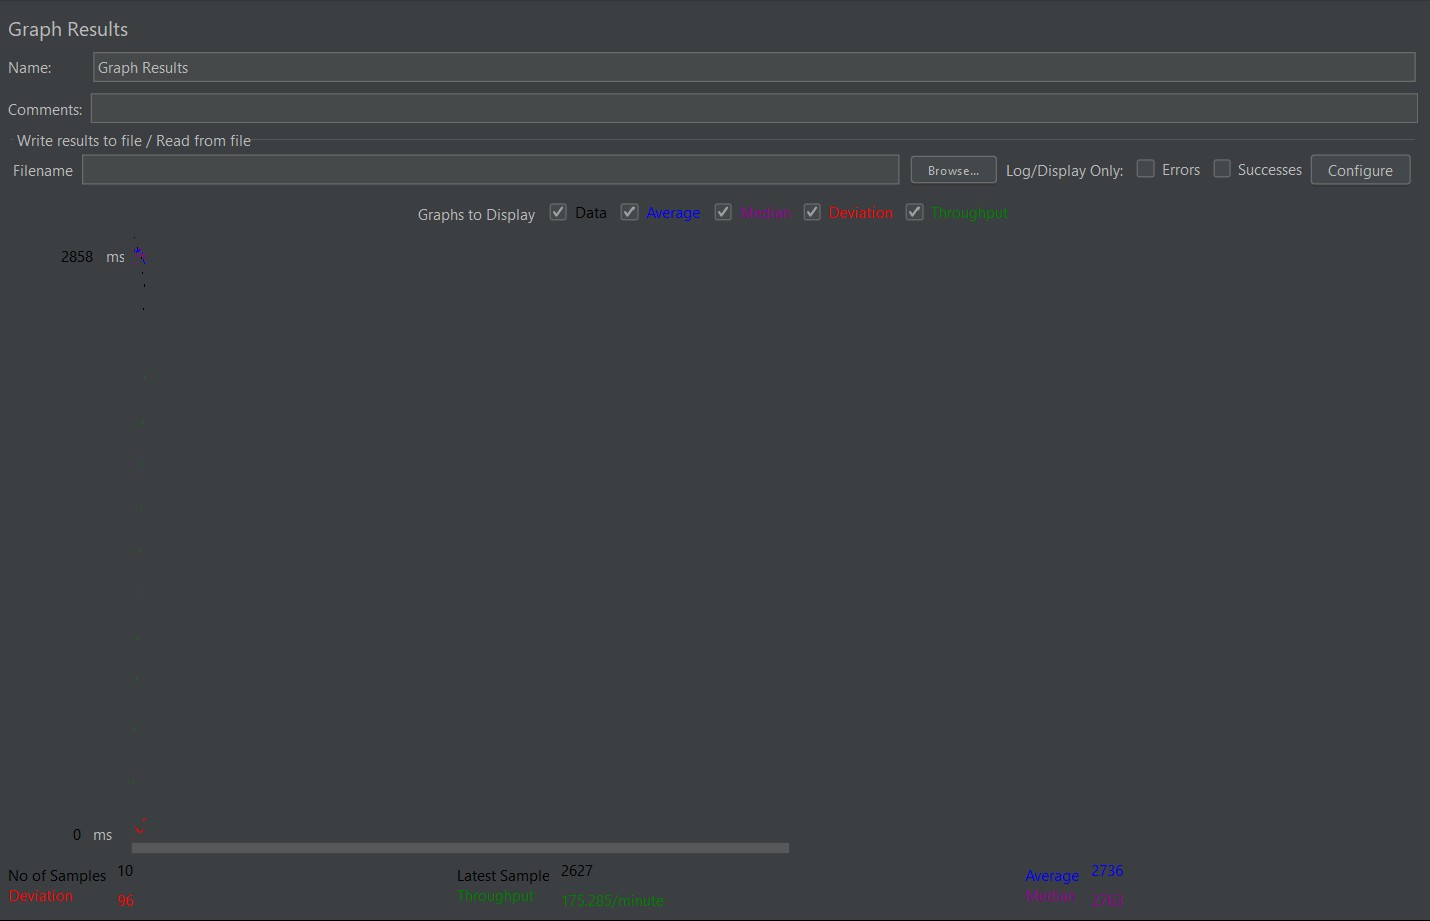 Graph Results
Name: Graph Results
Comments:
Write results to file / Read from file
Filename Browse... Log/Display Only: Errors Successes Configure
Graphs to Display Data Average Median Deviation Throughput
2858 ms
0 ms
No of Samples 10 Latest Sample 2627 Average 2736
Deviation 96 Throughput 175.285/minute Median